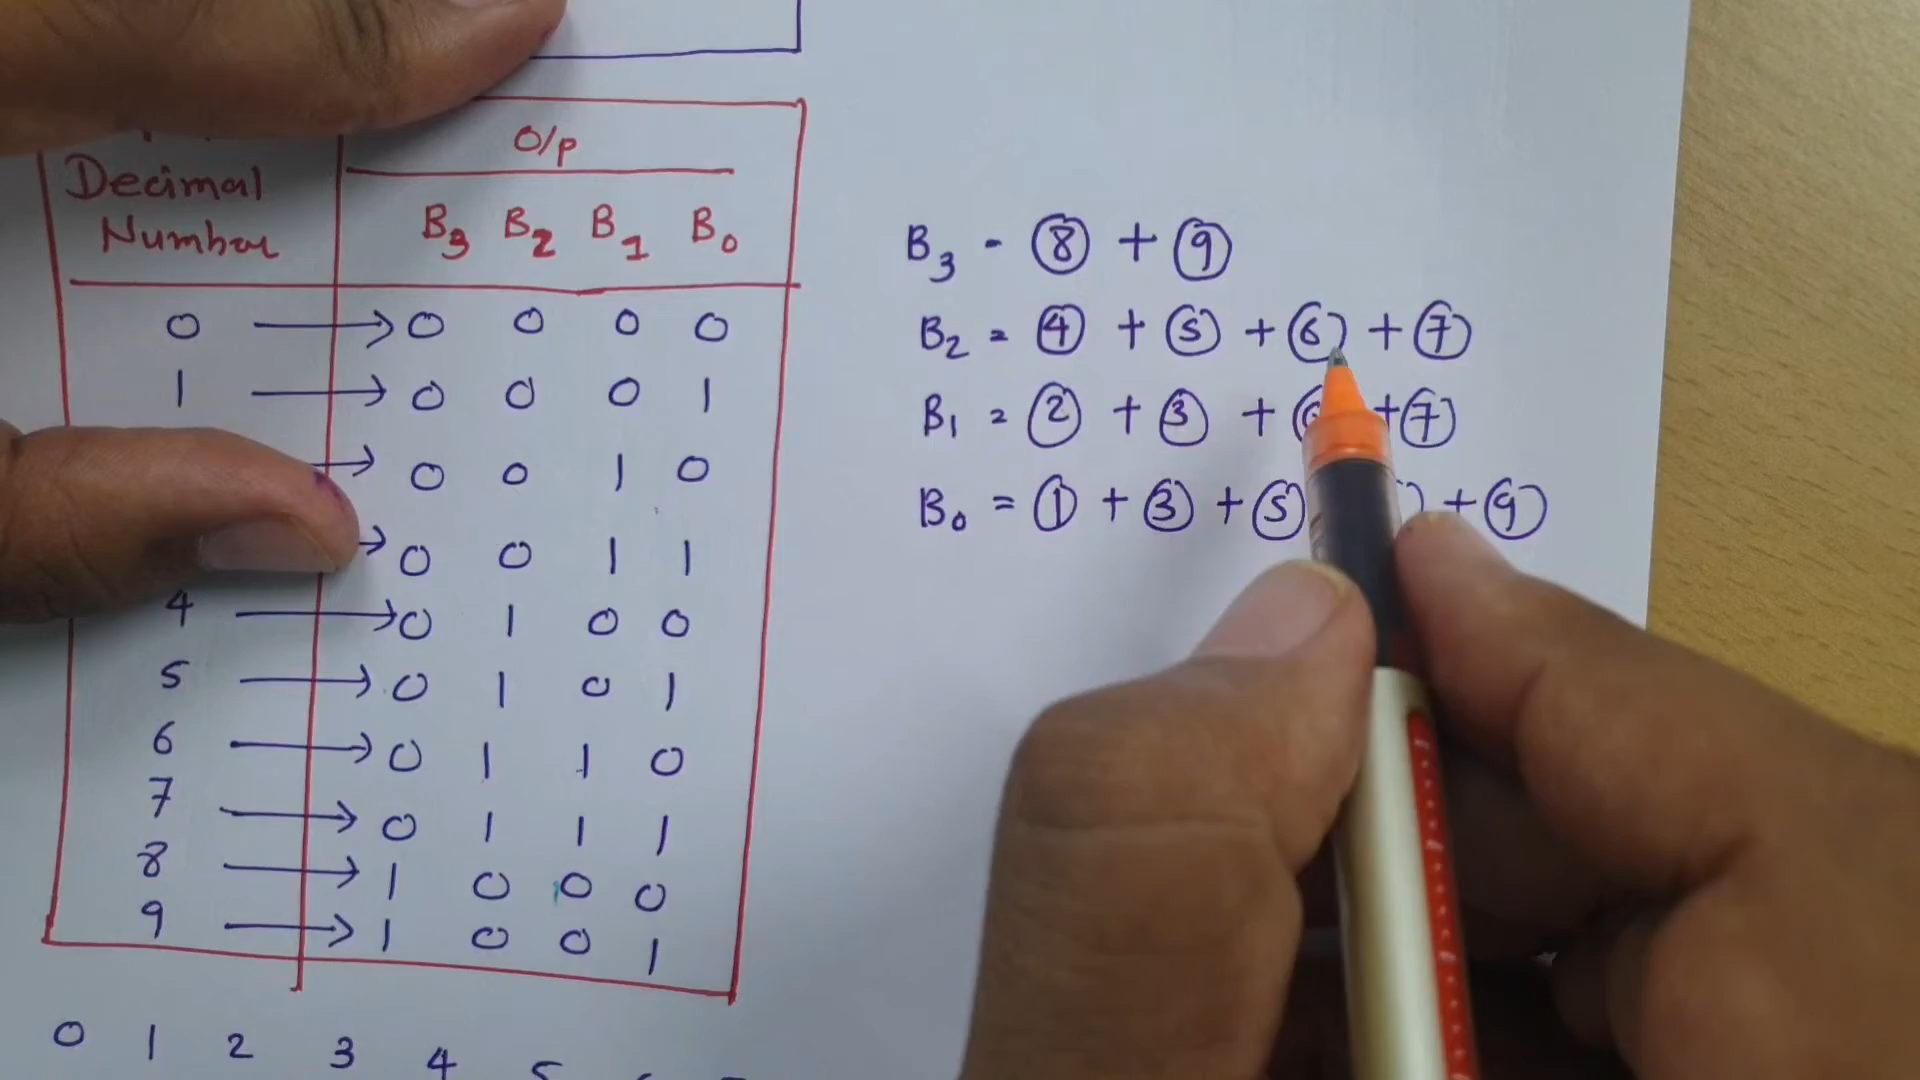 O/p
Decimal
Number
B3 B2 B1 B0
0 → 0 0 0 0
1 → 0 0 0 1
→ 0 0 1 0
→ 0 0 1 1
4 → 0 1 0 0
5 → 0 1 0 1
6 → 0 1 1 0
7 → 0 1 1 1
8 → 1 0 0 0
9 → 1 0 0 1
0 1 2 3 4
B3 - ⑧ + ⑨
B2 = ④ + ⑤ + ⑥ + ⑦
B1 = ② + ③ + + ⑦
B0 = ① + ③ + ⑤ + ⑨